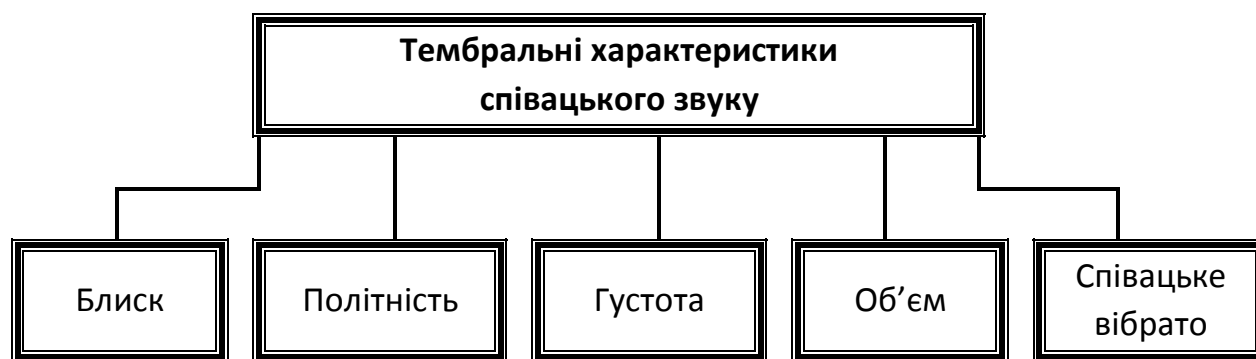 Тембральні характеристики
співацького звуку
Блиск
Політність
Густота
Об’єм
Співацьке
вібрато